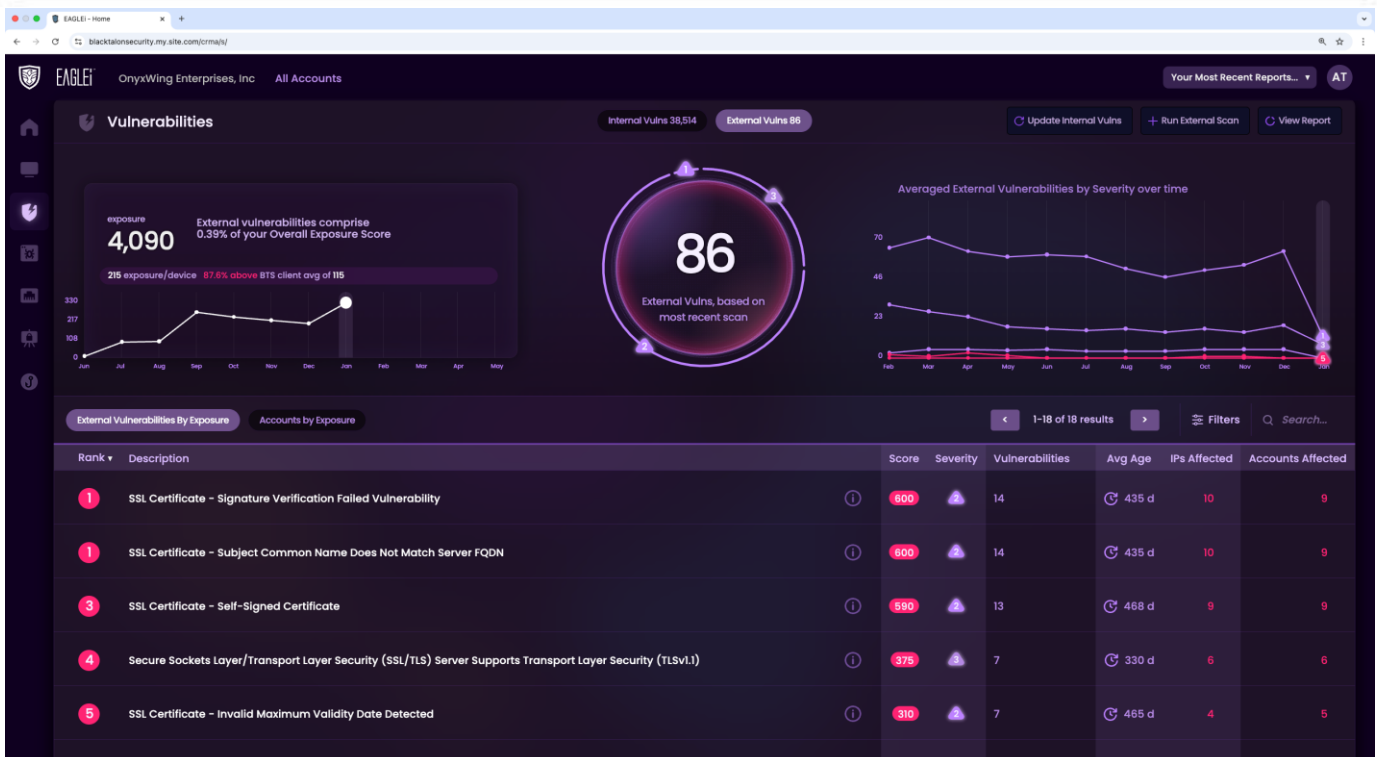 EAGLEi - Home
blacktalonsecurity.my.site.com/crma/s/
EAGLEi OnyxWing Enterprises, Inc All Accounts Your Most Recent Reports... AT
Vulnerabilities Internal Vulns 38,514 External Vulns 86 Update Internal Vulns Run External Scan View Report
exposure
4,090
External vulnerabilities comprise
0.39% of your Overall Exposure Score
215 exposure/device 87.6% above BTS client avg of 115
330
217
108
0
Jun Jul Aug Sep Oct Nov Dec Jan Feb Mar Apr May
1
3
86
External Vulns, based on
most recent scan
2
Averaged External Vulnerabilities by Severity over time
70
46
23
0
1
3
5
Feb Mar Apr May Jun Jul Aug Sep Oct Nov Dec Jan
External Vulnerabilities By Exposure Accounts by Exposure 1-18 of 18 results Filters Search...
Rank Description Score Severity Vulnerabilities Avg Age IPs Affected Accounts Affected
1 SSL Certificate - Signature Verification Failed Vulnerability 600 2 14 435 d 10 9
1 SSL Certificate - Subject Common Name Does Not Match Server FQDN 600 2 14 435 d 10 9
3 SSL Certificate - Self-Signed Certificate 590 2 13 468 d 9 9
4 Secure Sockets Layer/Transport Layer Security (SSL/TLS) Server Supports Transport Layer Security (TLSv1.1) 375 3 7 330 d 6 6
5 SSL Certificate - Invalid Maximum Validity Date Detected 310 2 7 465 d 4 5